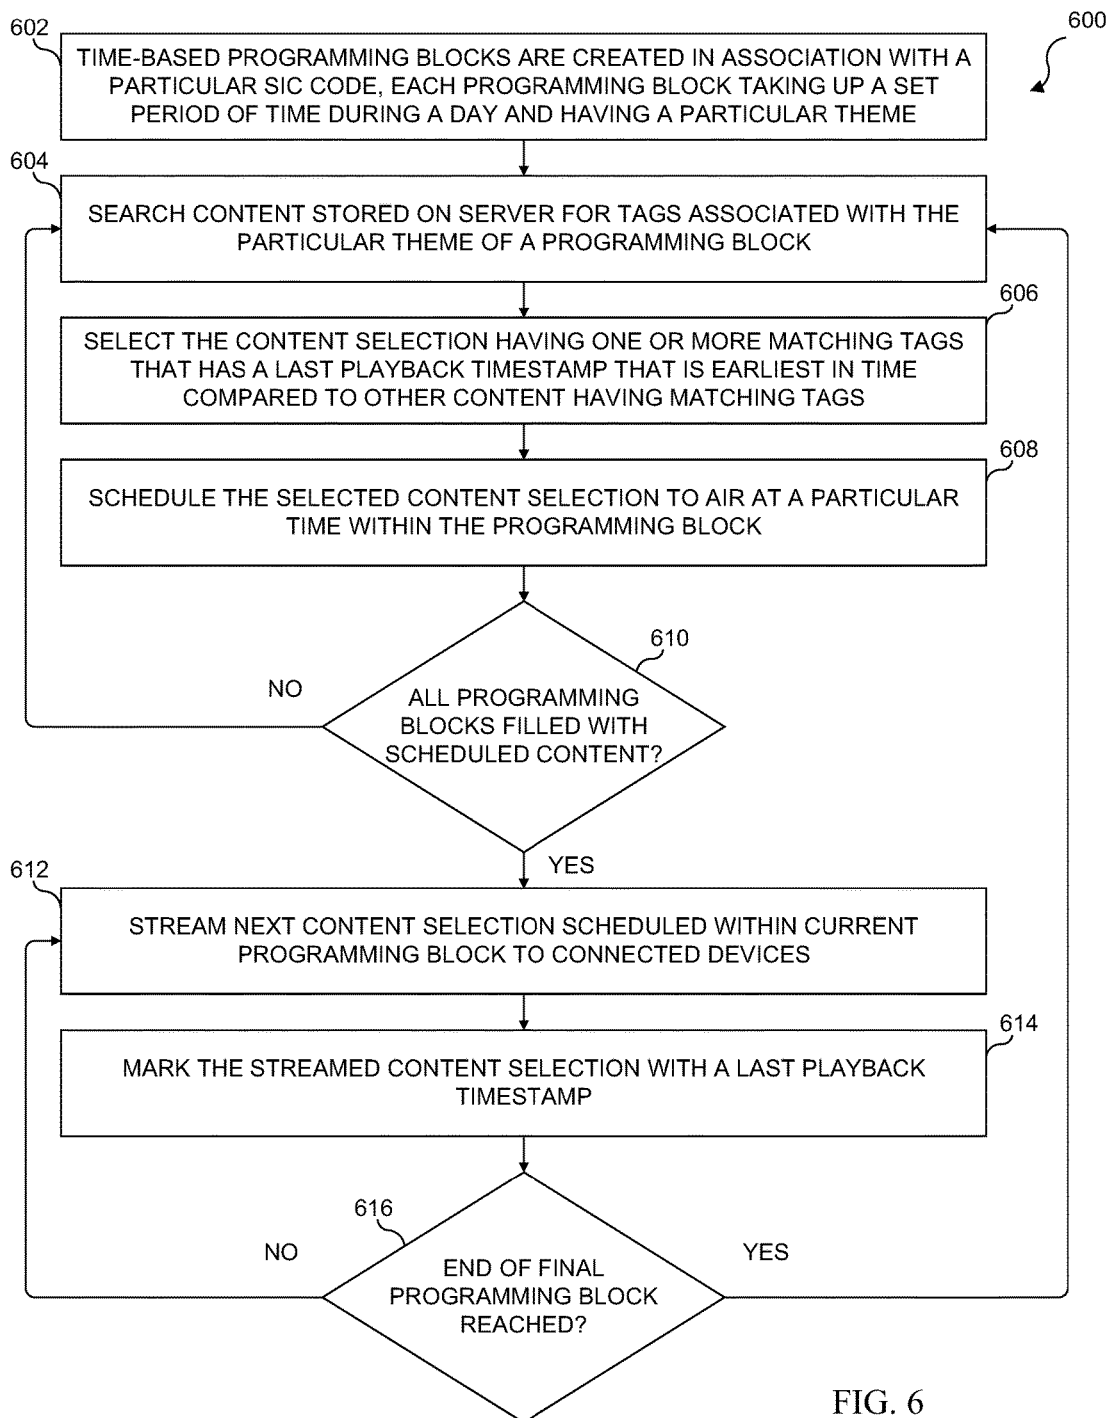 600
602
TIME-BASED PROGRAMMING BLOCKS ARE CREATED IN ASSOCIATION WITH A
PARTICULAR SIC CODE, EACH PROGRAMMING BLOCK TAKING UP A SET
PERIOD OF TIME DURING A DAY AND HAVING A PARTICULAR THEME
604
SEARCH CONTENT STORED ON SERVER FOR TAGS ASSOCIATED WITH THE
PARTICULAR THEME OF A PROGRAMMING BLOCK
606
SELECT THE CONTENT SELECTION HAVING ONE OR MORE MATCHING TAGS
THAT HAS A LAST PLAYBACK TIMESTAMP THAT IS EARLIEST IN TIME
COMPARED TO OTHER CONTENT HAVING MATCHING TAGS
608
SCHEDULE THE SELECTED CONTENT SELECTION TO AIR AT A PARTICULAR
TIME WITHIN THE PROGRAMMING BLOCK
610
NO
ALL PROGRAMMING
BLOCKS FILLED WITH
SCHEDULED CONTENT?
YES
612
STREAM NEXT CONTENT SELECTION SCHEDULED WITHIN CURRENT
PROGRAMMING BLOCK TO CONNECTED DEVICES
614
MARK THE STREAMED CONTENT SELECTION WITH A LAST PLAYBACK
TIMESTAMP
616
NO
YES
END OF FINAL
PROGRAMMING BLOCK
REACHED?
FIG. 6